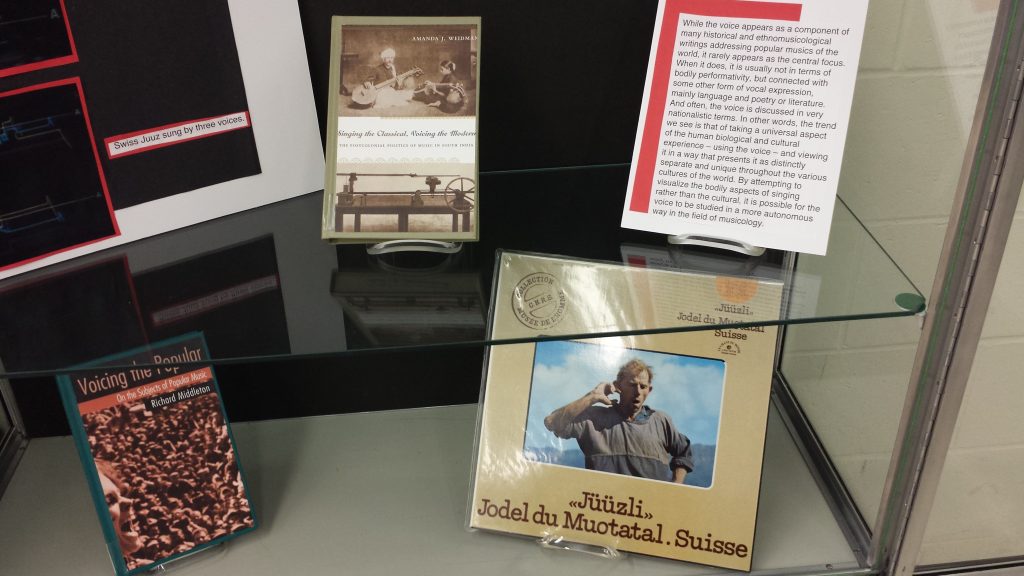 Swiss Juuz sung by three voices.
AMANDA J. WEIDMAN
Singing the Classical, Voicing the Modern
THE POSTCOLONIAL POLITICS OF MUSIC IN SOUTH INDIA
While the voice appears as a component of
many historical and ethnomusicological
writings addressing popular musics of the
world, it rarely appears as the central focus.
When it does, it is usually not in terms of
bodily performativity, but connected with
some other form of vocal expression,
mainly language and poetry or literature.
And often, the voice is discussed in very
nationalistic terms. In other words, the trend
we see is that of taking a universal aspect
of the human biological and cultural
experience – using the voice – and viewing
it in a way that presents it as distinctly
separate and unique throughout the various
cultures of the world. By attempting to
visualize the bodily aspects of singing
rather than the cultural, it is possible for the
voice to be studied in a more autonomous
way in the field of musicology.
Voicing the Popular
On the Subjects of Popular Music
Richard Middleton
COLLECTION
C.N.R.S.
MUSÉE DE L'HOMME
«Jüüzli»
Jodel du Muotatal
Suisse
«Jüüzli»
Jodel du Muotatal. Suisse